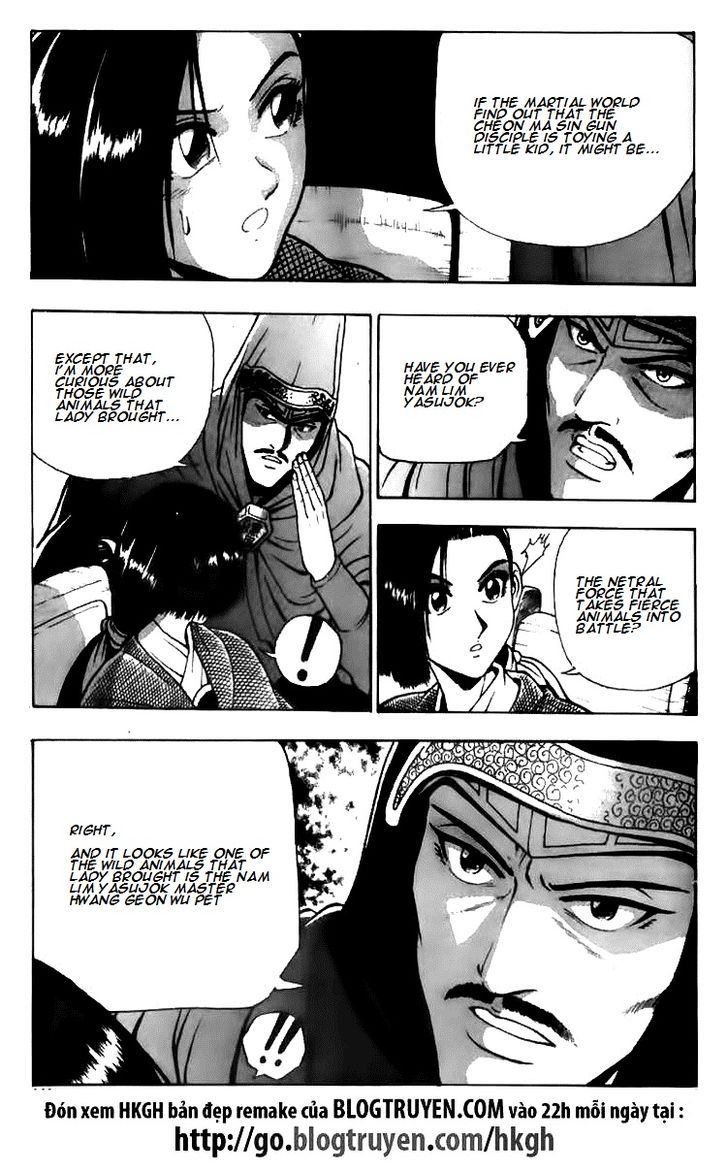 IF THE MARTIAL WORLD
FIND OUT THAT THE
CHEON MA SIN GUN
DISCIPLE IS TOYING A
LITTLE KID, IT MIGHT BE...
EXCEPT THAT,
I'M MORE
CURIOUS ABOUT
THOSE WILD
ANIMALS THAT
LADY BROUGHT...
!
HAVE YOU EVER
HEARD OF
NAM LIM
YASUJOK?
THE NETRAL
FORCE THAT
TAKES FIERCE
ANIMALS INTO
BATTLE?
RIGHT,
AND IT LOOKS LIKE ONE OF
THE WILD ANIMALS THAT
LADY BROUGHT IS THE NAM
LIM YASUJOK MASTER
HWANG GEON WU PET
!!!
Đón xem HKGH bản đẹp remake của BLOGTRUYEN.COM vào 22h mỗi ngày tại :
http://go.blogtruyen.com/hkgh